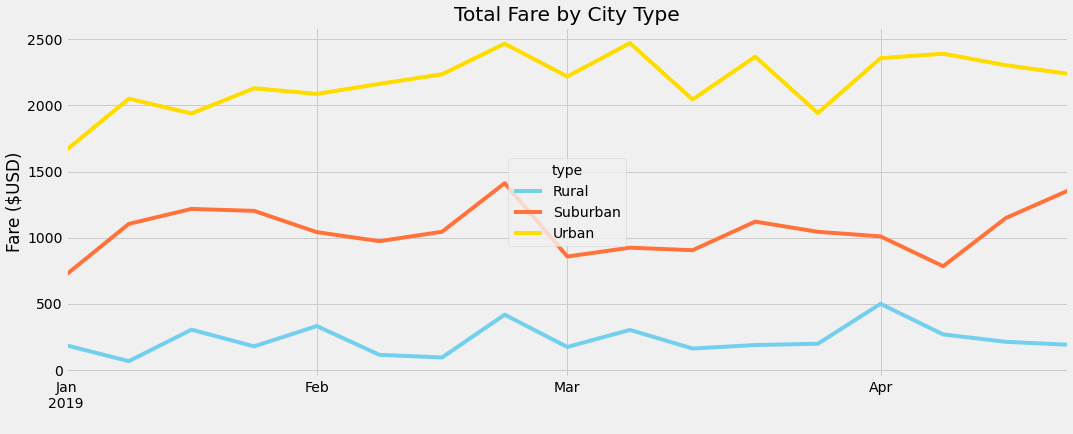 Total Fare by City Type
Fare ($USD)
2500
2000
1500
1000
500
0
type
Rural
Suburban
Urban
Jan
2019
Feb
Mar
Apr